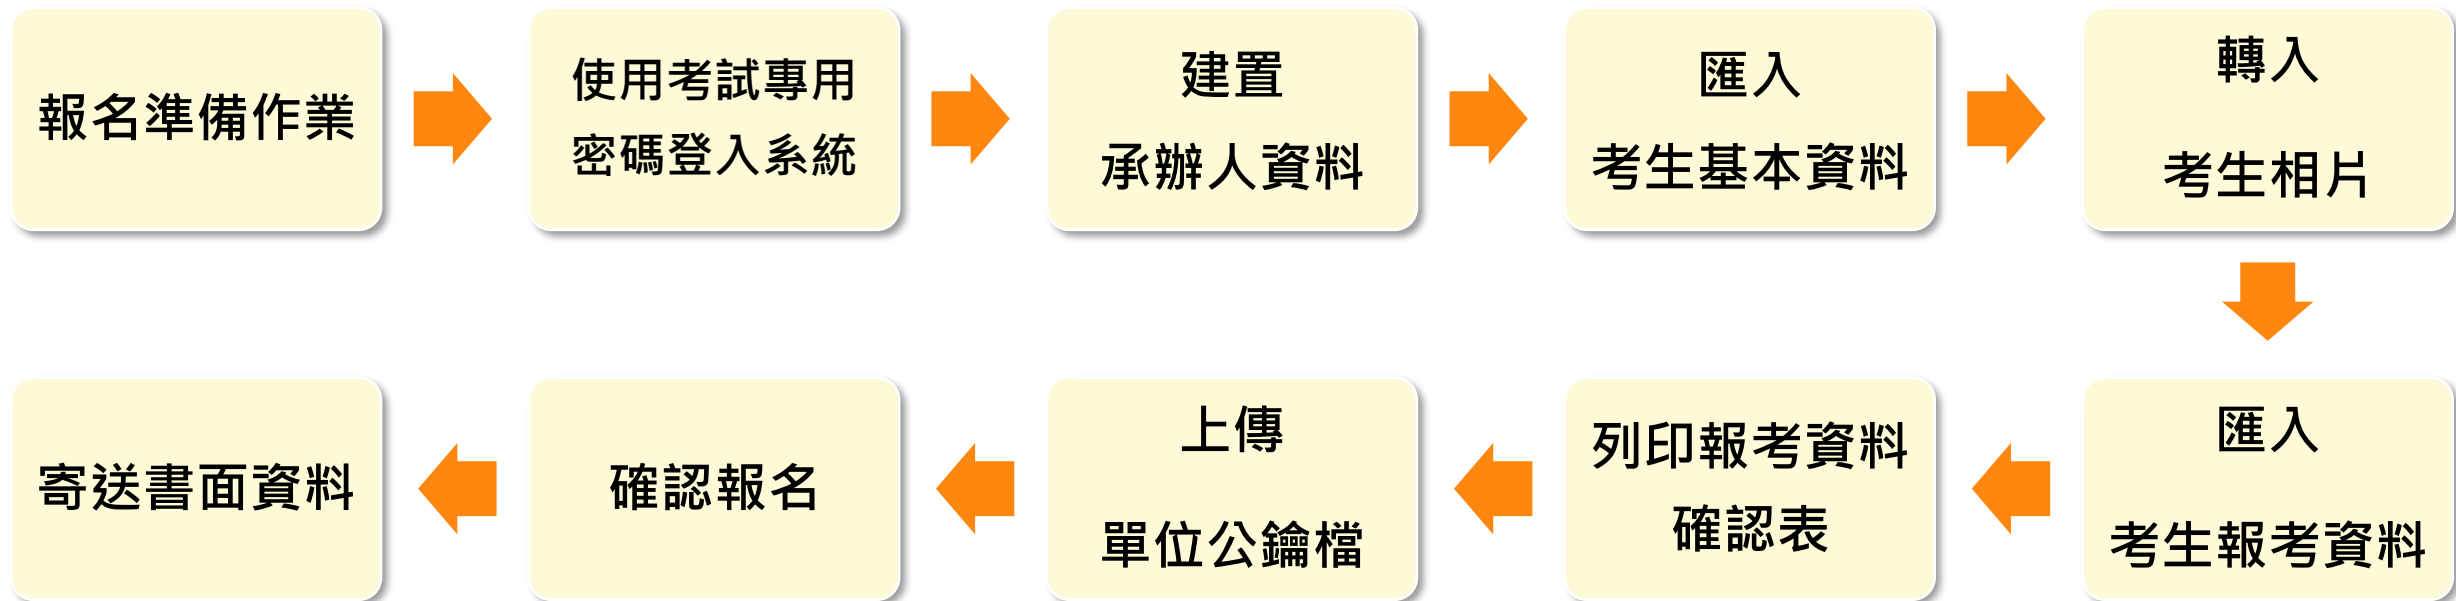 報名準備作業
使用考試專用
密碼登入系統
建置
承辦人資料
匯入
考生基本資料
轉入
考生相片
匯入
考生報考資料
列印報考資料
確認表
上傳
單位公鑰檔
確認報名
寄送書面資料